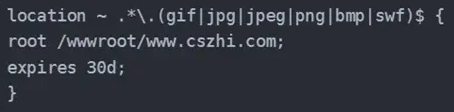 location ~ .*\.(gif|jpg|jpeg|png|bmp|swf)$ {
root /wwwroot/www.cszhi.com;
expires 30d;
}